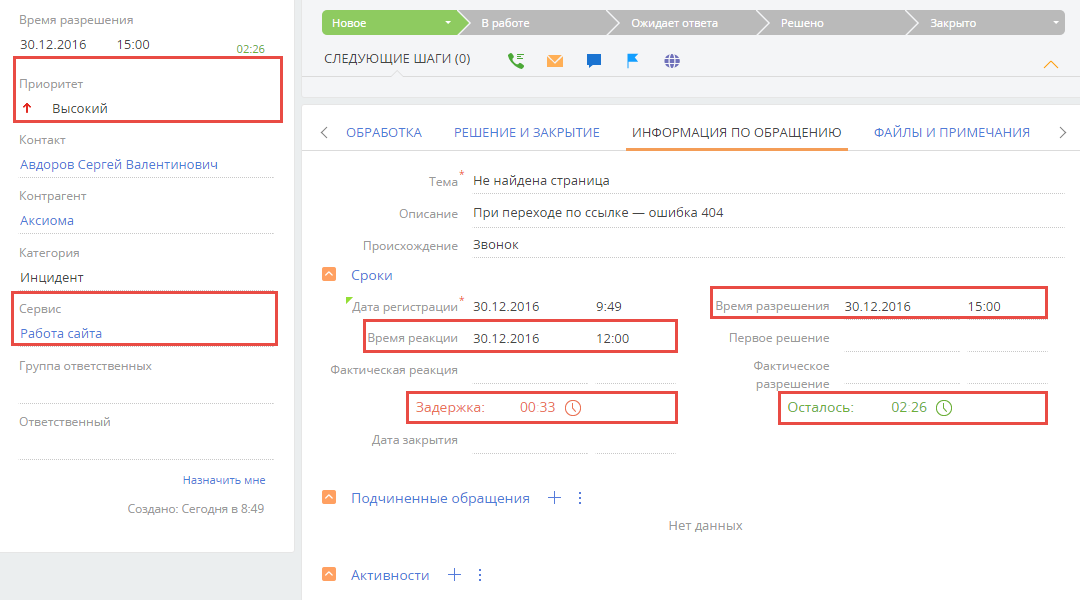 Время разрешения
30.12.2016 15:00 02:26
Приоритет
Высокий
Контакт
Авдоров Сергей Валентинович
Контрагент
Аксиома
Категория
Инцидент
Сервис
Работа сайта
Группа ответственных
Ответственный
Назначить мне
Создано: Сегодня в 8:49
Новое В работе Ожидает ответа Решено Закрыто
СЛЕДУЮЩИЕ ШАГИ (0)
ОБРАБОТКА РЕШЕНИЕ И ЗАКРЫТИЕ ИНФОРМАЦИЯ ПО ОБРАЩЕНИЮ ФАЙЛЫ И ПРИМЕЧАНИЯ
Тема* Не найдена страница
Описание При переходе по ссылке — ошибка 404
Происхождение Звонок
Сроки
Дата регистрации* 30.12.2016 9:49 Время разрешения 30.12.2016 15:00
Время реакции 30.12.2016 12:00 Первое решение
Фактическая реакция Фактическое
разрешение
Задержка: 00:33 Осталось: 02:26
Дата закрытия
Подчиненные обращения
Нет данных
Активности